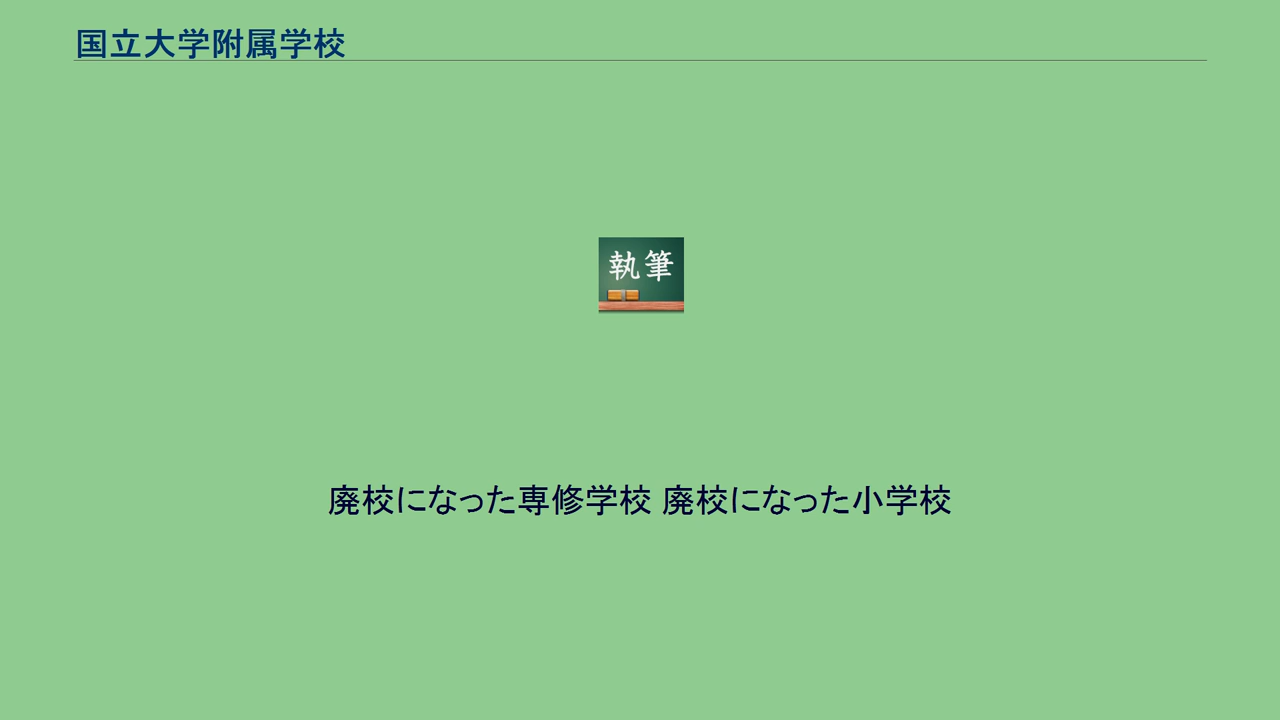 国立大学附属学校
執筆
廃校になった専修学校 廃校になった小学校